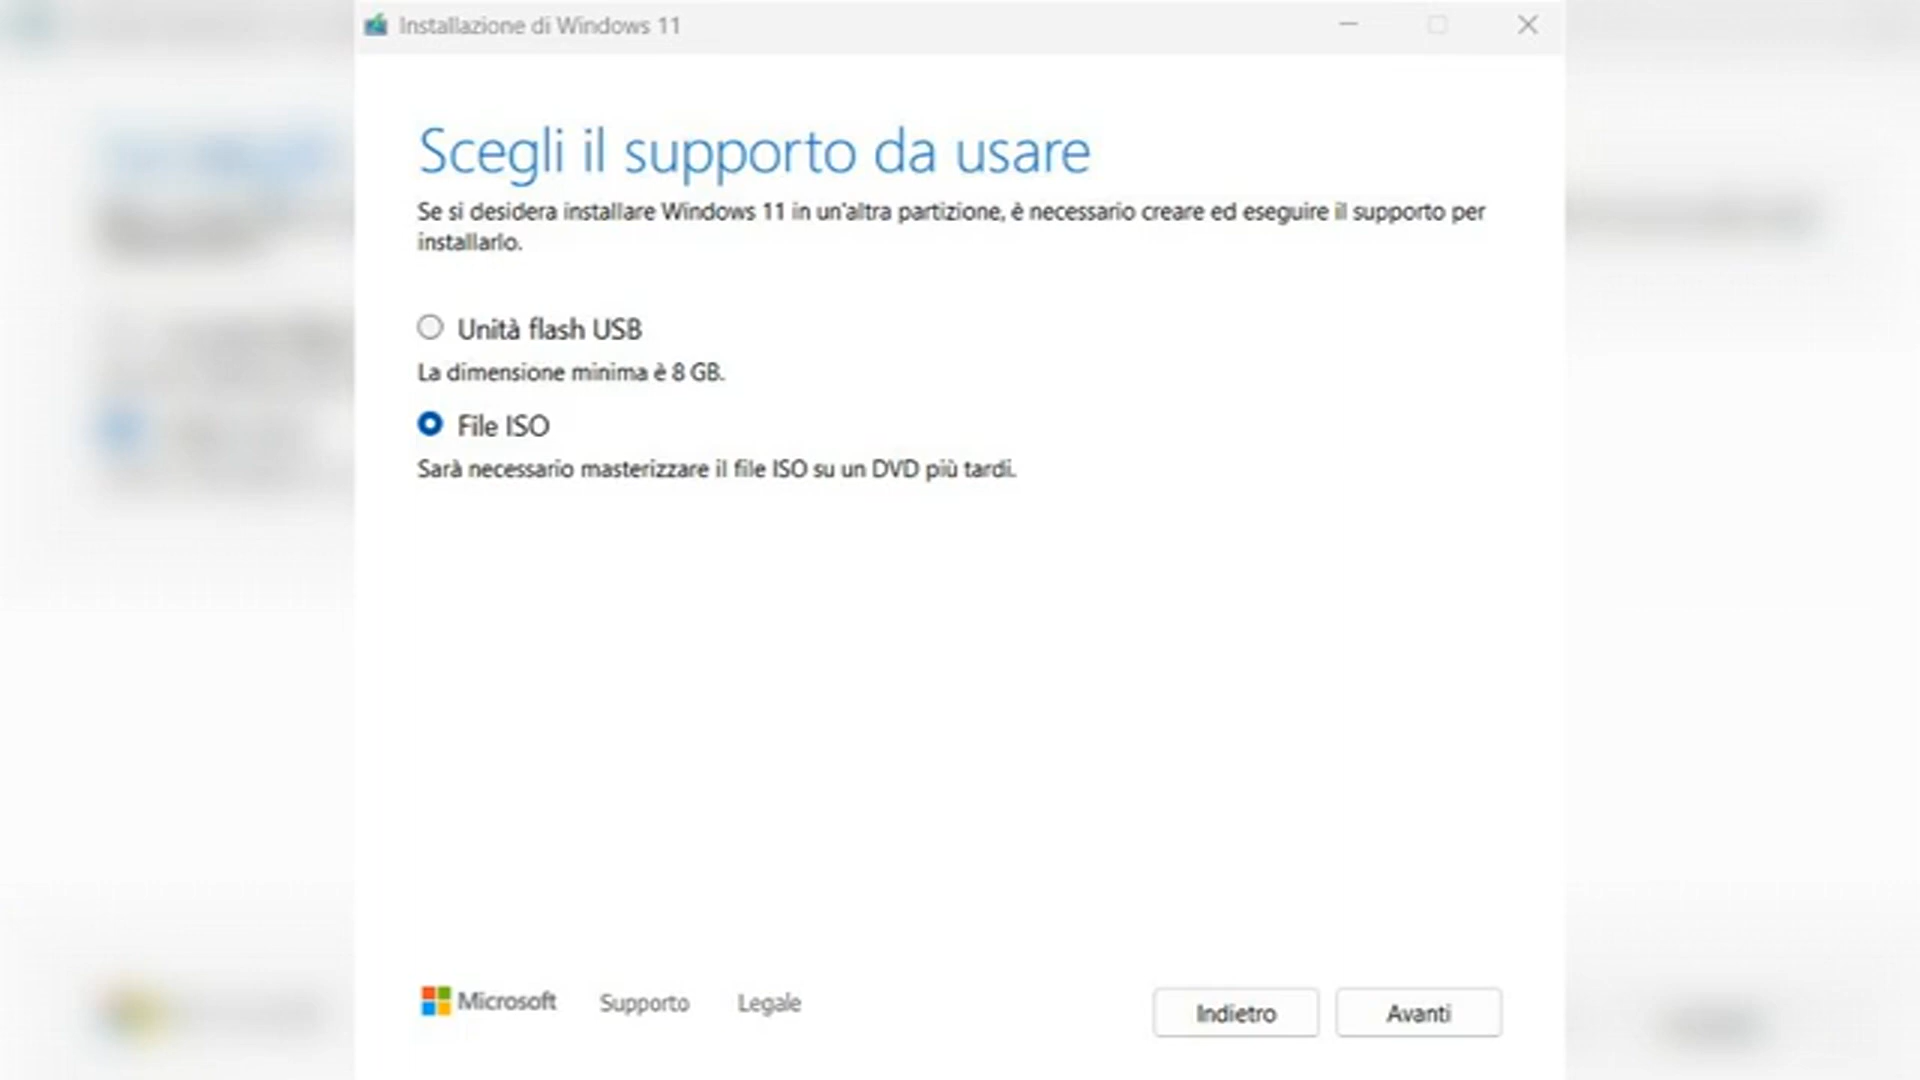 Installazione di Windows 11
Scegli il supporto da usare
Se si desidera installare Windows 11 in un'altra partizione, è necessario creare ed eseguire il supporto per
installarlo.
Unità flash USB
La dimensione minima è 8 GB.
File ISO
Sarà necessario masterizzare il file ISO su un DVD più tardi.
Microsoft Supporto Legale Indietro Avanti